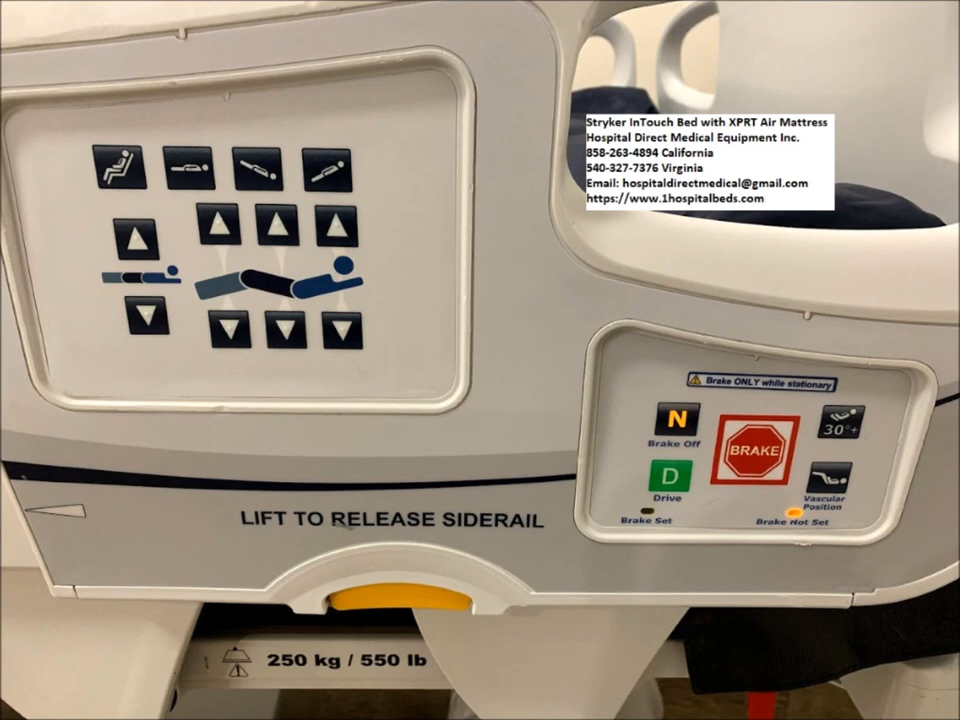 Stryker InTouch Bed with XPRT Air Mattress
Hospital Direct Medical Equipment Inc.
858-263-4894 California
540-327-7376 Virginia
Email: hospitaldirectmedical@gmail.com
https://www.1hospitalbeds.com
Brake ONLY while stationary
N
Brake Off
BRAKE
30°+
D
Drive
Vascular
Position
Brake Set
Brake Not Set
LIFT TO RELEASE SIDERAIL
250 kg / 550 lb